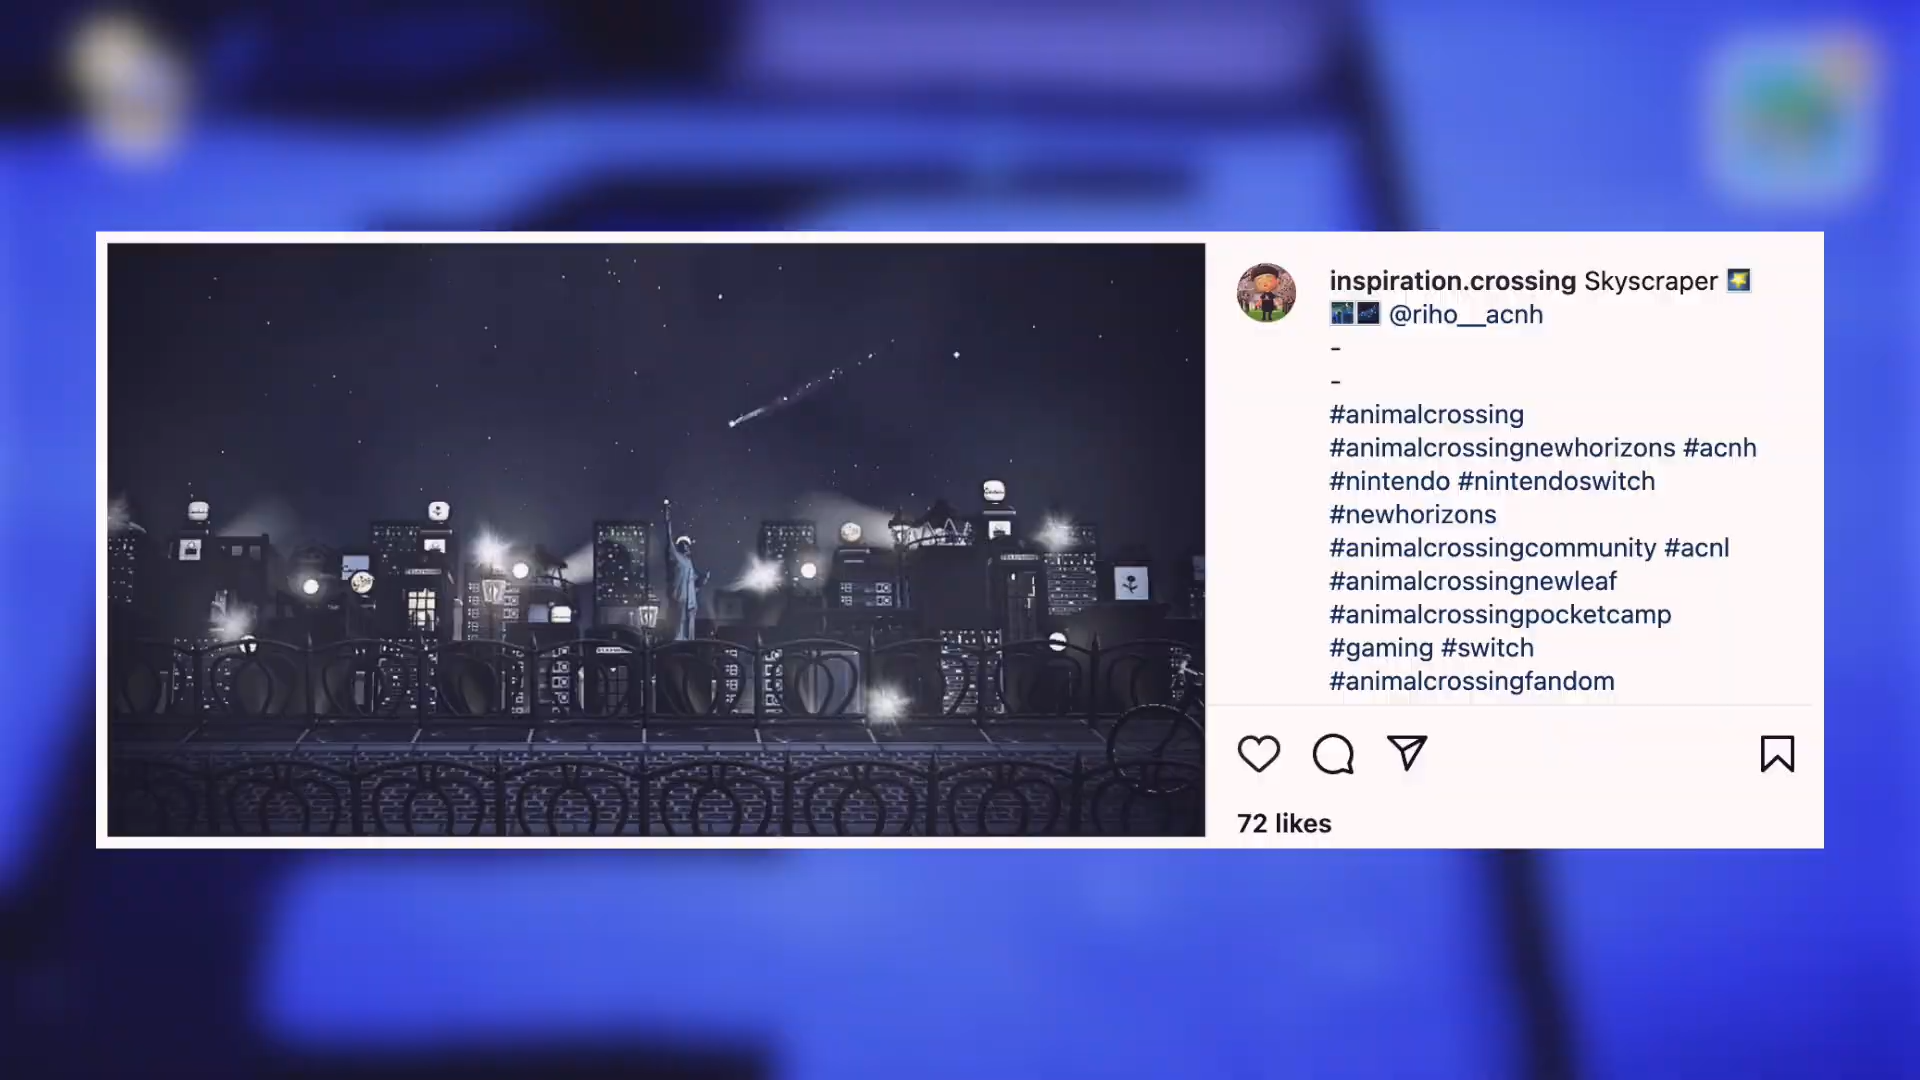 inspiration.crossing Skyscraper 🌠
🌃🌌 @riho__acnh
-
-
#animalcrossing
#animalcrossingnewhorizons #acnh
#nintendo #nintendoswitch
#newhorizons
#animalcrossingcommunity #acnl
#animalcrossingnewleaf
#animalcrossingpocketcamp
#gaming #switch
#animalcrossingfandom
72 likes